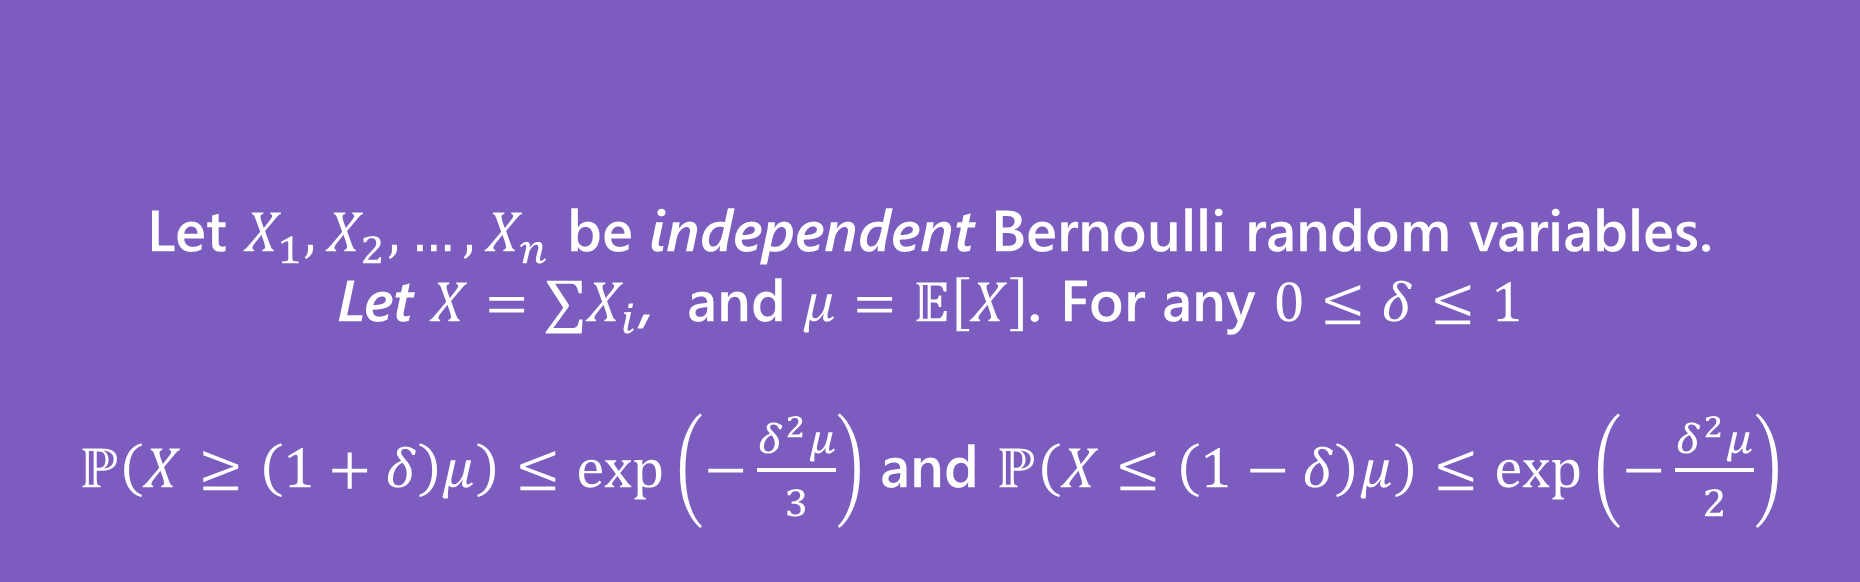 Let 𝑋₁, 𝑋₂, … , 𝑋ₙ be independent Bernoulli random variables.
Let 𝑋 = ∑𝑋ᵢ, and 𝜇 = 𝔼[𝑋]. For any 0 ≤ 𝛿 ≤ 1
ℙ(𝑋 ≥ (1 + 𝛿)𝜇) ≤ exp(−𝛿²𝜇/3) and ℙ(𝑋 ≤ (1 − 𝛿)𝜇) ≤ exp(−𝛿²𝜇/2)